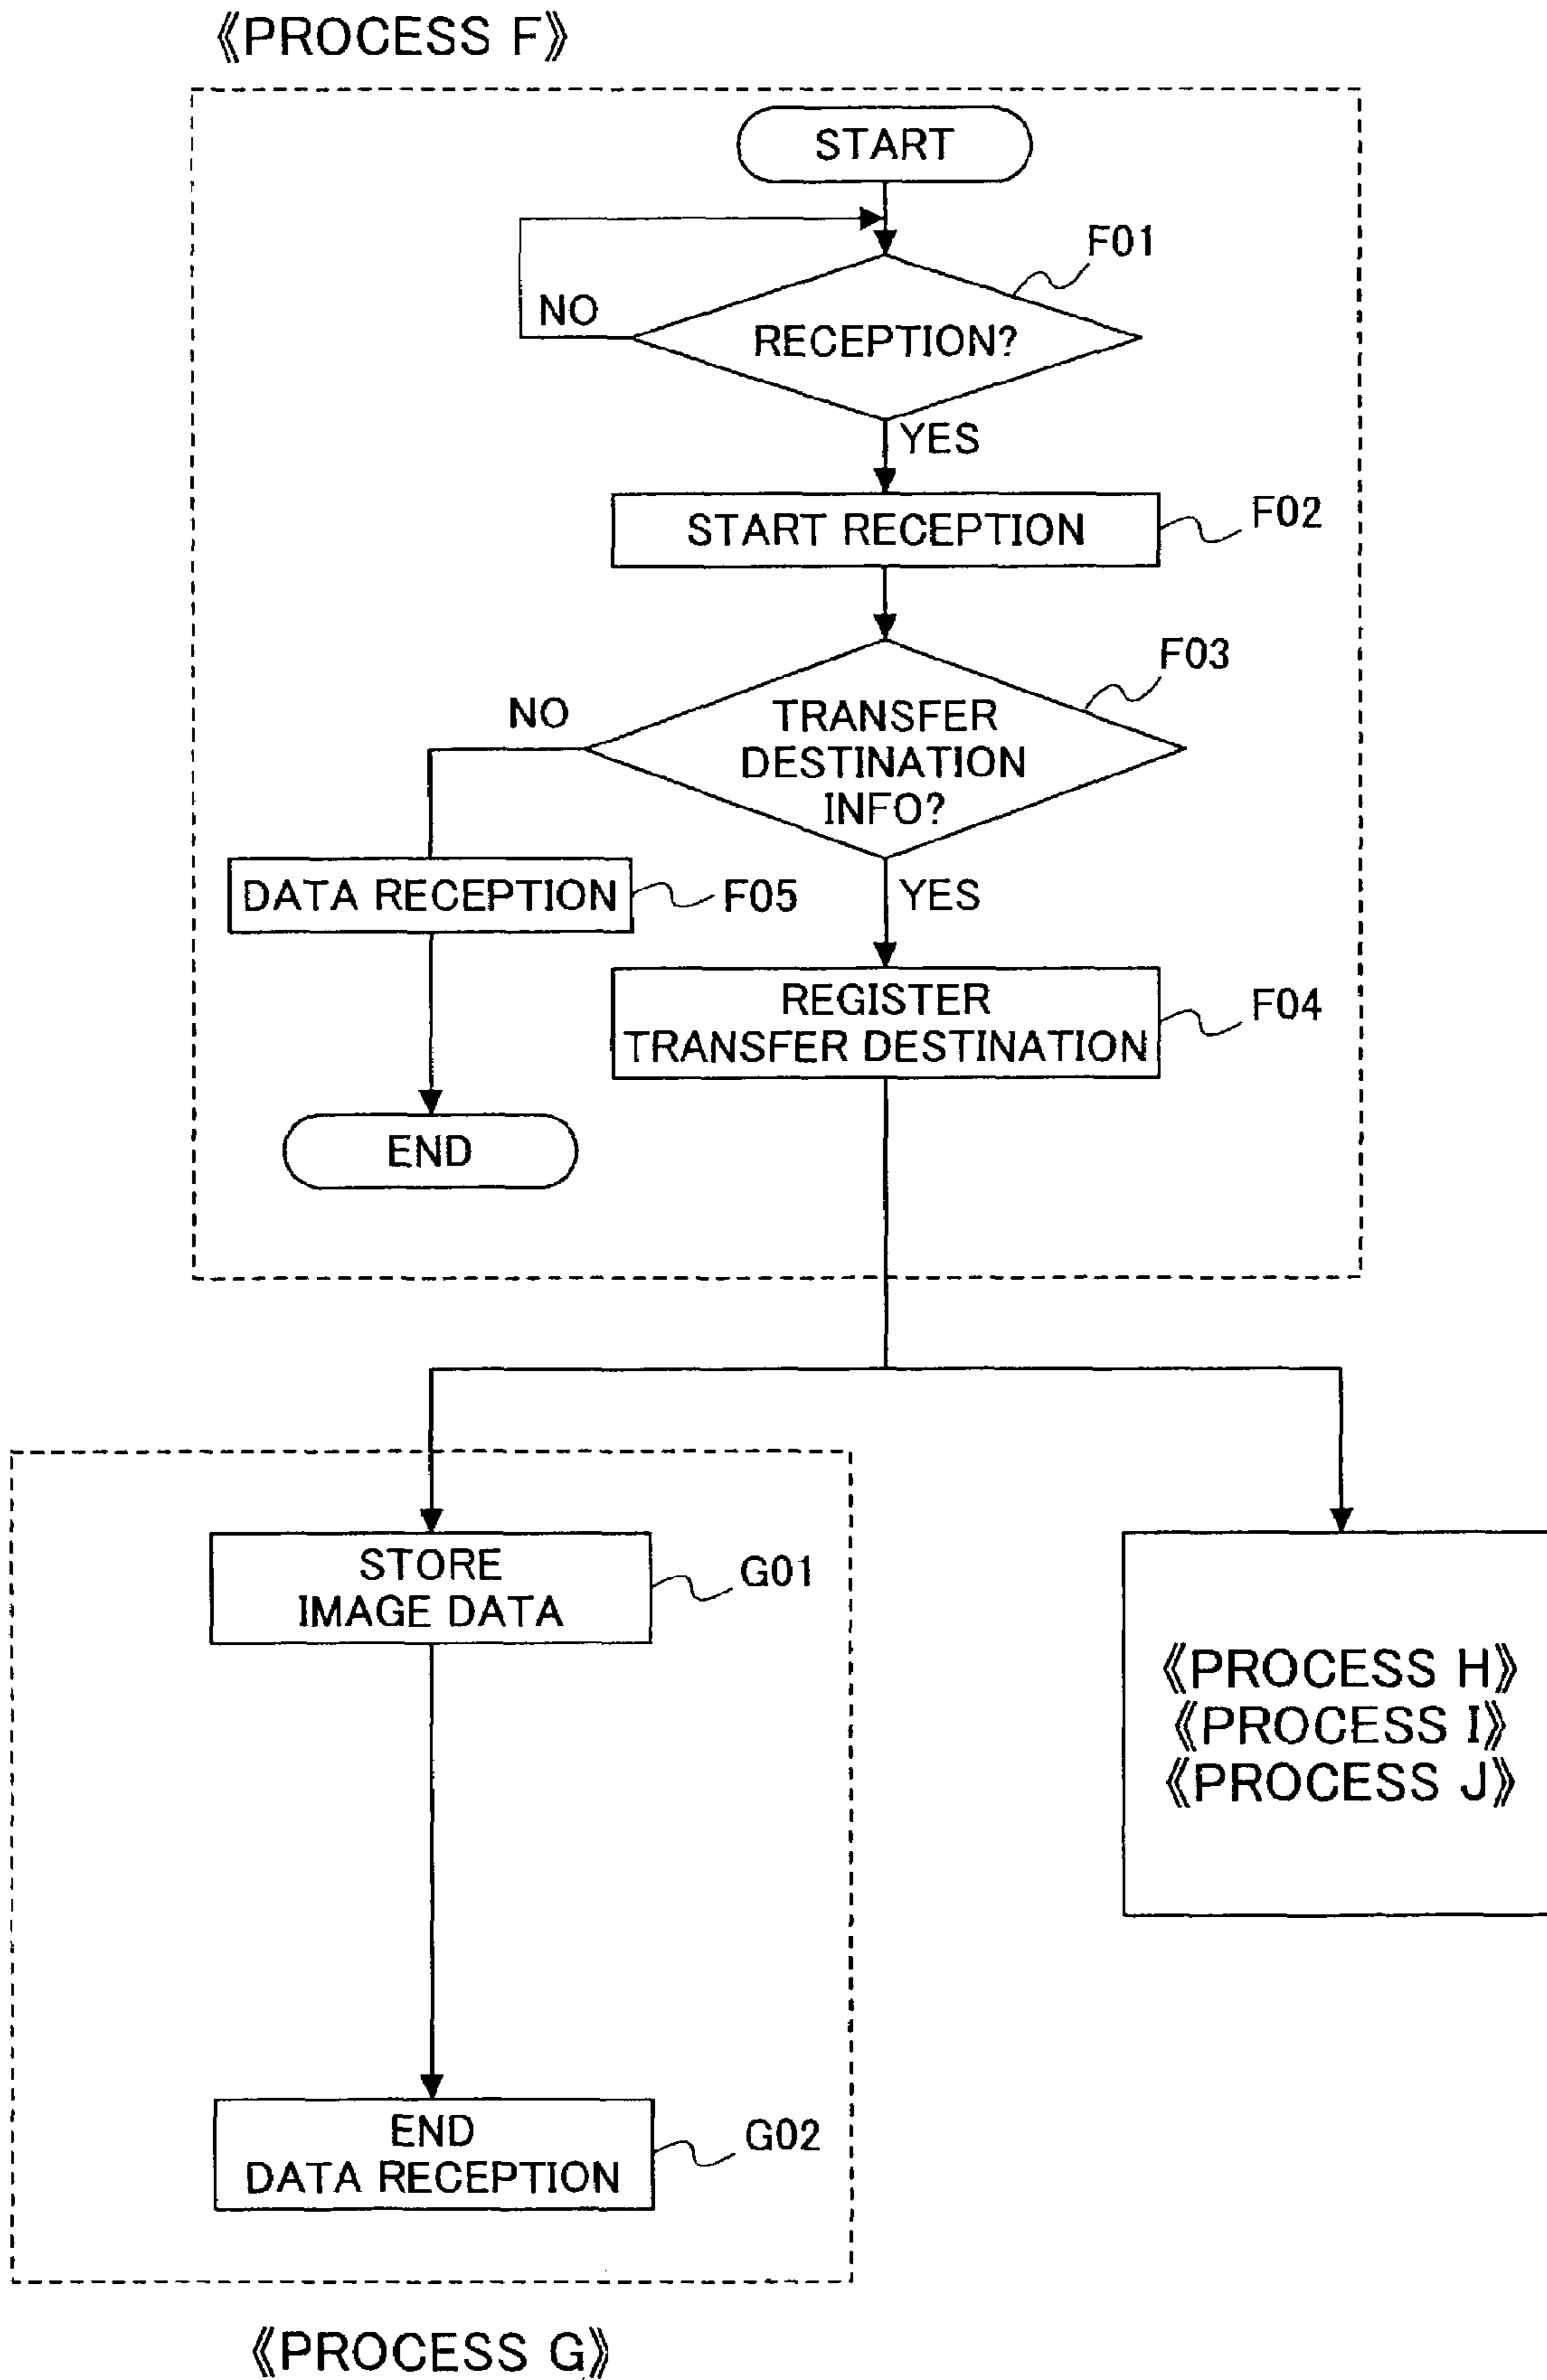 《PROCESS F》
START
F01
NO
RECEPTION?
YES
START RECEPTION
F02
F03
NO
TRANSFER
DESTINATION
INFO?
DATA RECEPTION
F05
YES
REGISTER
TRANSFER DESTINATION
F04
END
STORE
IMAGE DATA
G01
《PROCESS H》
《PROCESS I》
《PROCESS J》
END
DATA RECEPTION
G02
《PROCESS G》